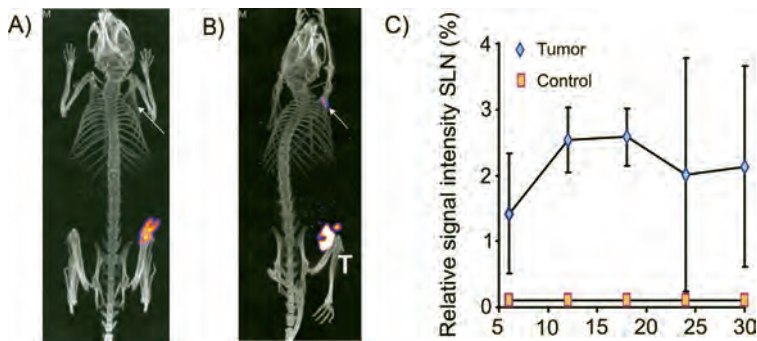 A)
M
B)
M
T
C)
Relative signal intensity SLN (%)
4
3
2
1
0
Tumor
Control
5 10 15 20 25 30